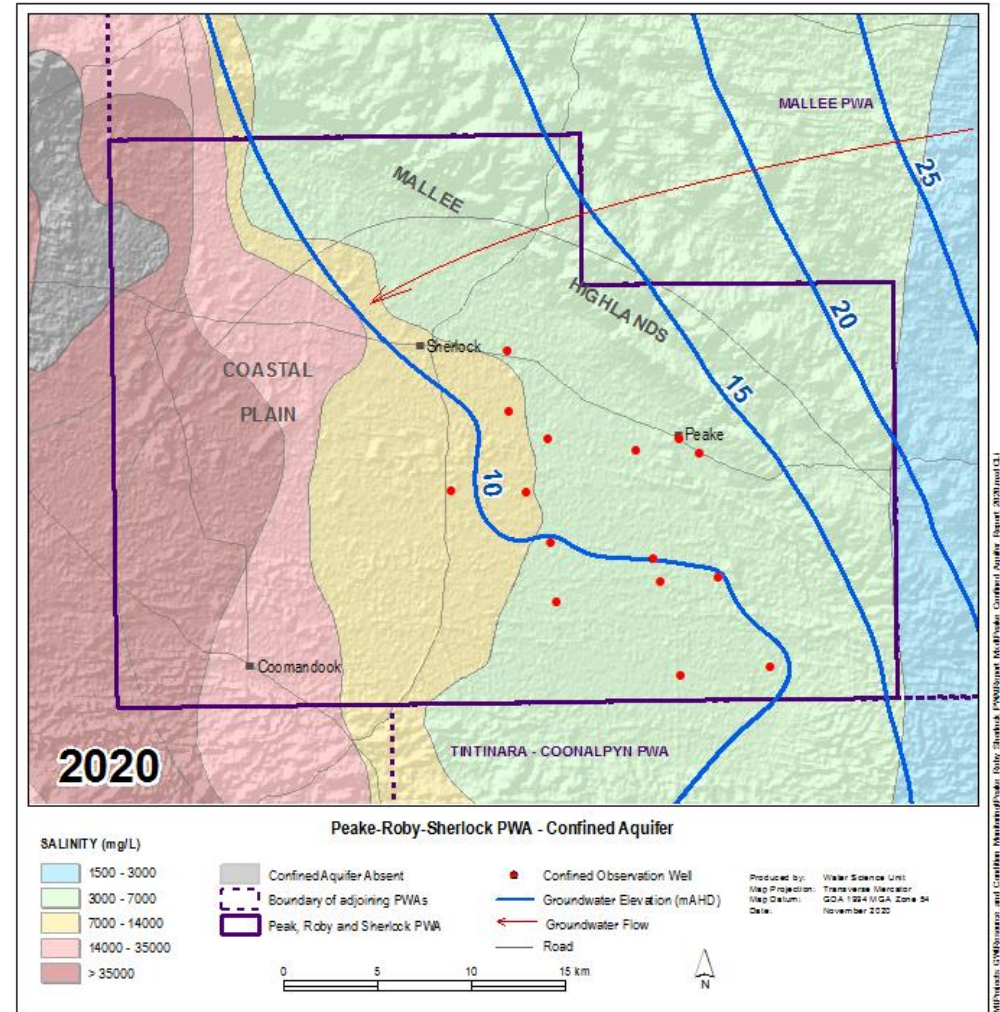 MALLEE PWA
25
MALLEE
HIGHLANDS
20
Sherlock
15
COASTAL
PLAIN
Peake
10
Coomandook
TINTINARA - COONALPYN PWA
2020
Peake-Roby-Sherlock PWA - Confined Aquifer
SALINITY (mg/L)
1500 - 3000
3000 - 7000
7000 - 14000
14000 - 35000
> 35000
Confined Aquifer Absent
Boundary of adjoining PWAs
Peak, Roby and Sherlock PWA
Confined Observation Well
Groundwater Elevation (mAHD)
Groundwater Flow
Road
0 5 10 15 km
N
Produced by: Water Science Unit
Map Projection: Transverse Mercator
Map Datum: GDA 1994 MGA Zone 54
Date: November 2020